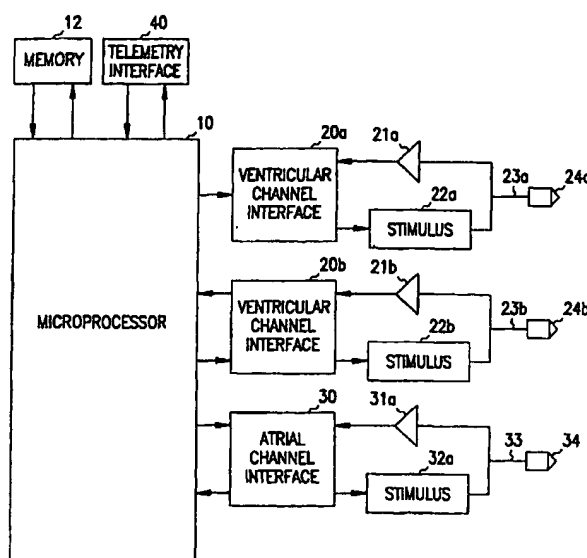 12
40
MEMORY
TELEMETRY
INTERFACE
10
20a
21a
VENTRICULAR
CHANNEL
INTERFACE
22a
23a
24a
STIMULUS
20b
21b
MICROPROCESSOR
VENTRICULAR
CHANNEL
INTERFACE
22b
23b
24b
STIMULUS
30
31a
ATRIAL
CHANNEL
INTERFACE
32a
33
34
STIMULUS